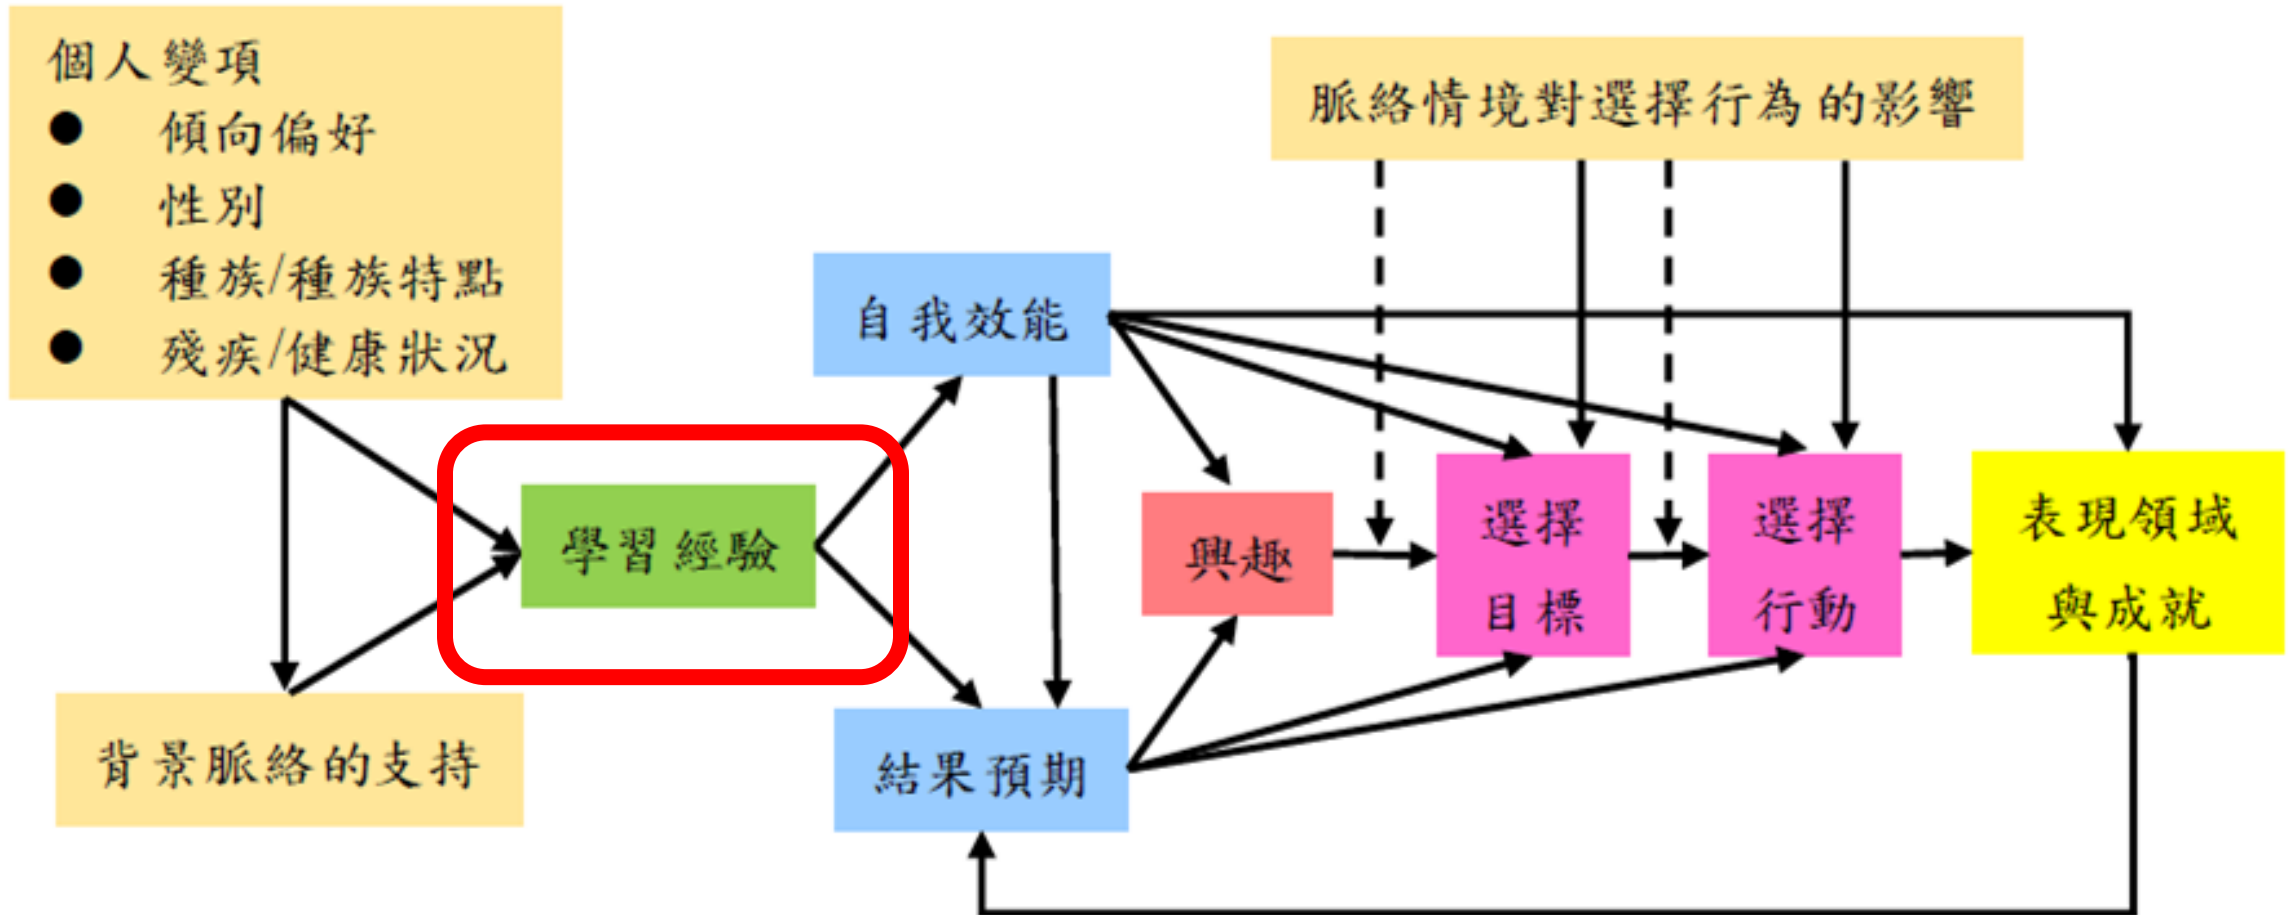 個人變項
● 傾向偏好
● 性別
● 種族/種族特點
● 殘疾/健康狀況
背景脈絡的支持
學習經驗
自我效能
結果預期
脈絡情境對選擇行為的影響
興趣
選擇
目標
選擇
行動
表現領域
與成就